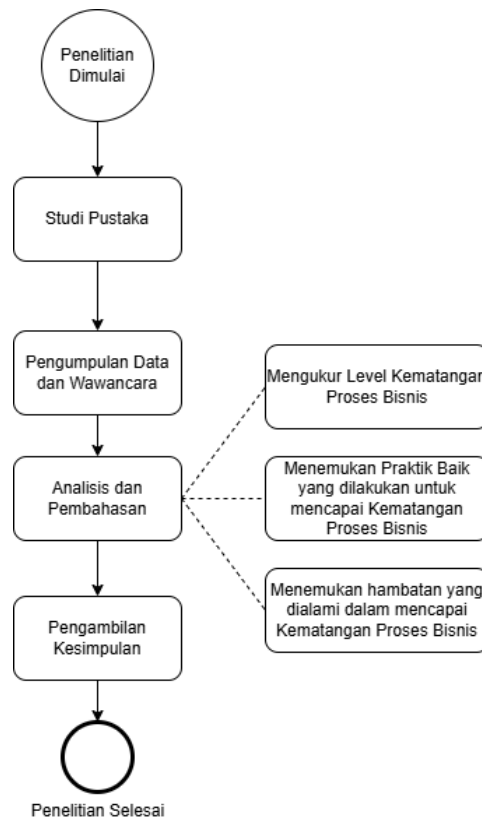 Penelitian
Dimulai
Studi Pustaka
Pengumpulan Data
dan Wawancara
Mengukur Level Kematangan
Proses Bisnis
Analisis dan
Pembahasan
Menemukan Praktik Baik
yang dilakukan untuk
mencapai Kematangan
Proses Bisnis
Menemukan hambatan yang
dialami dalam mencapai
Kematangan Proses Bisnis
Pengambilan
Kesimpulan
Penelitian Selesai